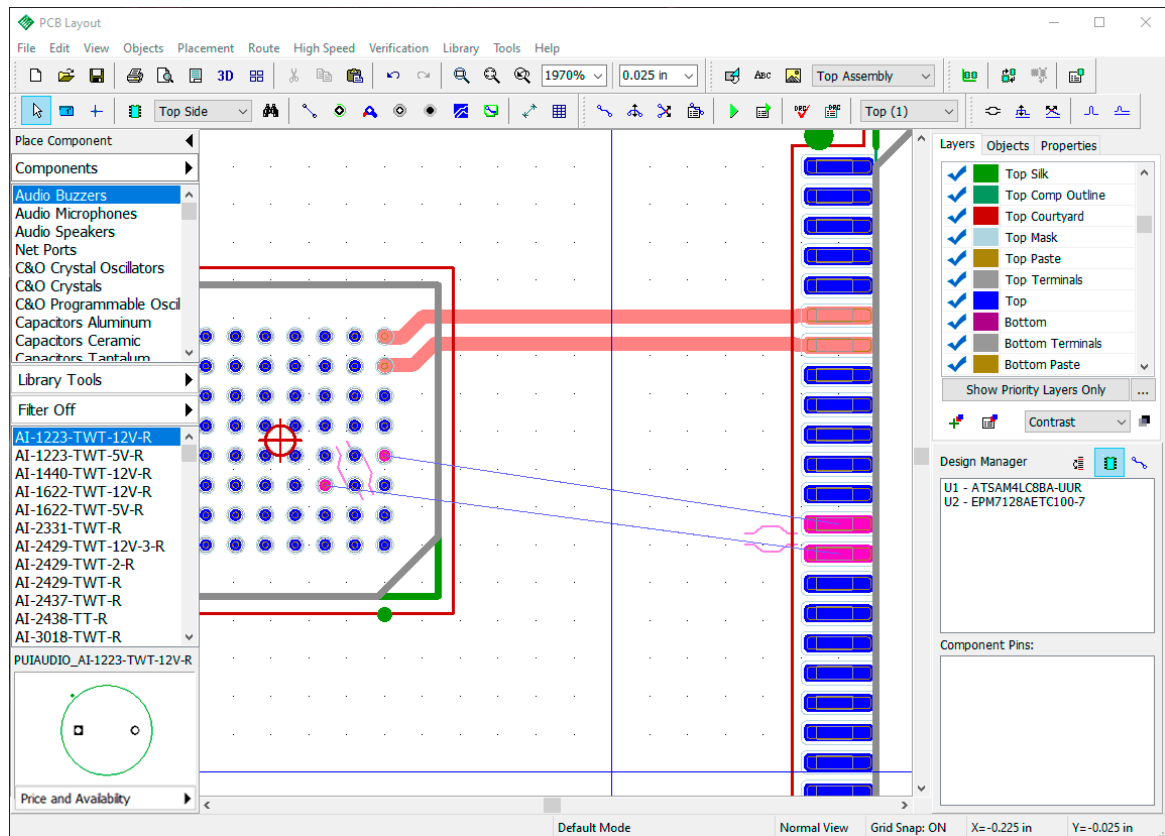 PCB Layout
File Edit View Objects Placement Route High Speed Verification Library Tools Help
3D 1970% 0.025 in ABC Top Assembly
Top Side DRC DRC Top (1)
Place Component
Components
Audio Buzzers
Audio Microphones
Audio Speakers
Net Ports
C&O Crystal Oscillators
C&O Crystals
C&O Programmable Oscil
Capacitors Aluminum
Capacitors Ceramic
Capacitors Tantalum
Library Tools
Filter Off
AI-1223-TWT-12V-R
AI-1223-TWT-5V-R
AI-1440-TWT-12V-R
AI-1622-TWT-12V-R
AI-1622-TWT-5V-R
AI-2331-TWT-R
AI-2429-TWT-12V-3-R
AI-2429-TWT-2-R
AI-2429-TWT-R
AI-2437-TWT-R
AI-2438-TT-R
AI-3018-TWT-R
PUIAUDIO_AI-1223-TWT-12V-R
Price and Availability
Layers Objects Properties
Top Silk
Top Comp Outline
Top Courtyard
Top Mask
Top Paste
Top Terminals
Top
Bottom
Bottom Terminals
Bottom Paste
Show Priority Layers Only ...
Contrast
Design Manager
U1 - ATSAM4LC8BA-UUR
U2 - EPM7128AETC100-7
Component Pins:
Default Mode Normal View Grid Snap: ON X=-0.225 in Y=-0.025 in